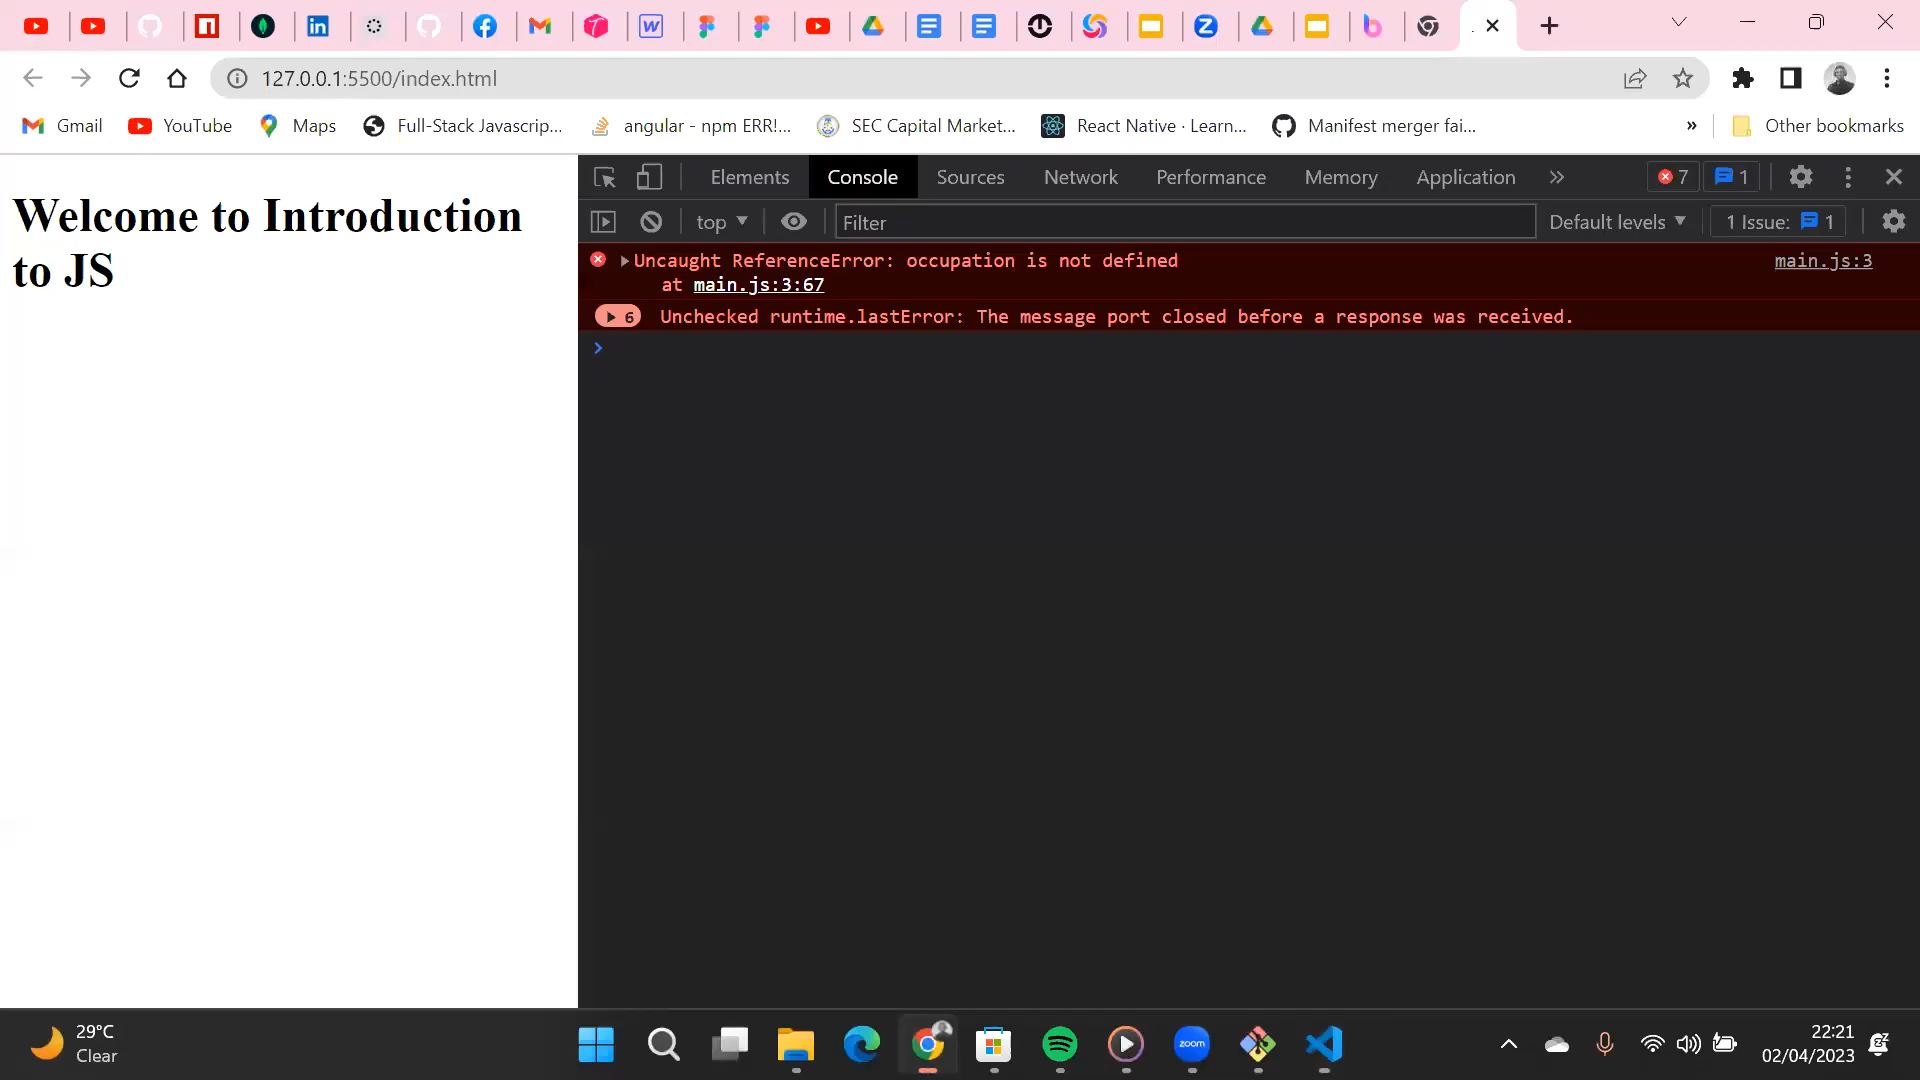 127.0.0.1:5500/index.html
Gmail YouTube Maps Full-Stack Javascrip... angular - npm ERR!... SEC Capital Market... React Native · Learn... Manifest merger fai... » Other bookmarks
Welcome to Introduction
to JS
Elements Console Sources Network Performance Memory Application 7 1
top Filter Default levels 1 Issue: 1
Uncaught ReferenceError: occupation is not defined main.js:3
at main.js:3:67
6 Unchecked runtime.lastError: The message port closed before a response was received.
29°C
Clear
zoom
22:21
02/04/2023